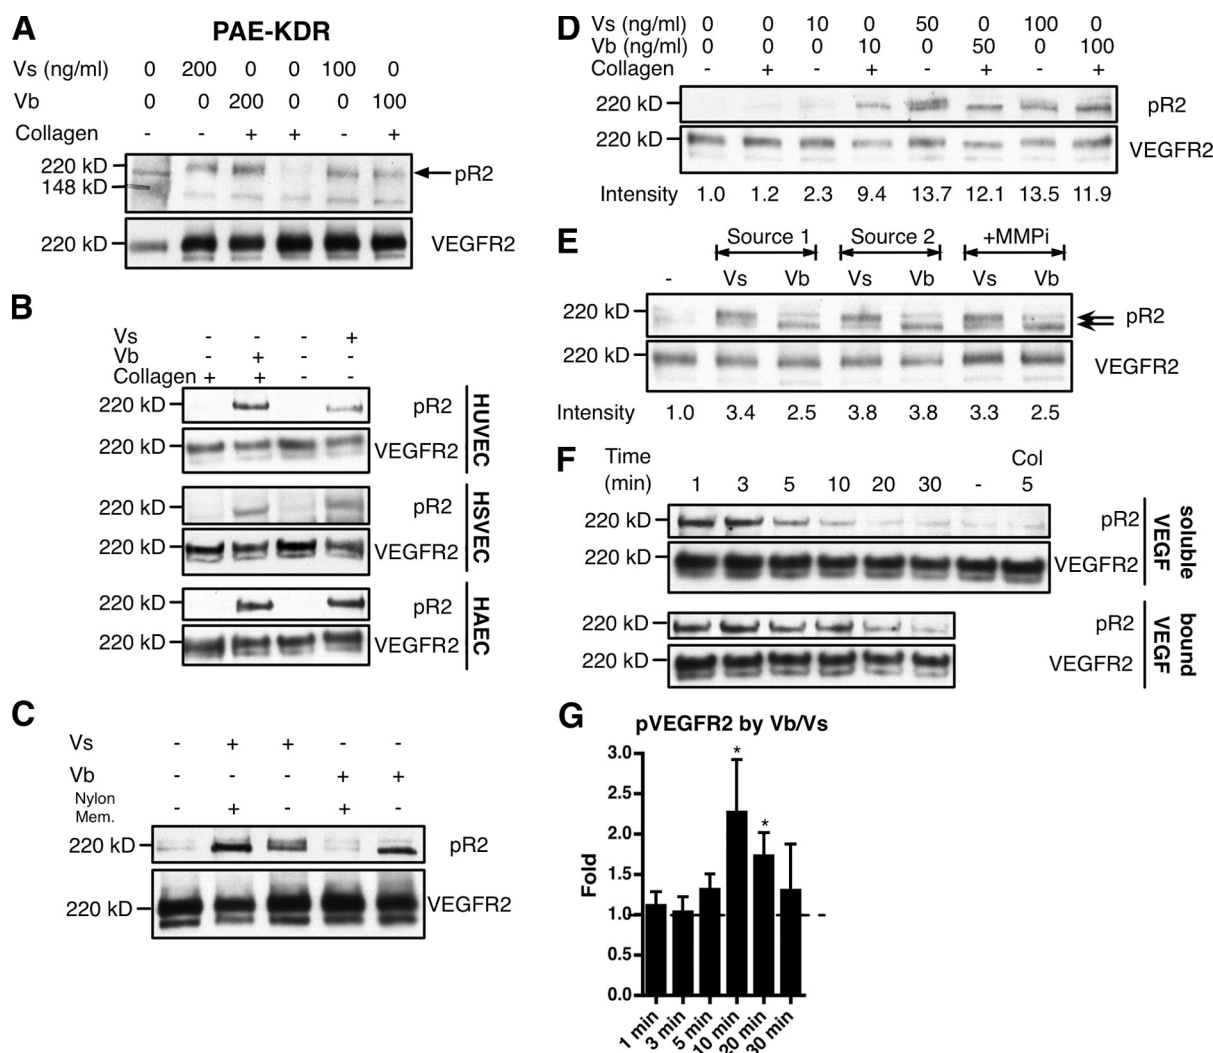 A
PAE-KDR
Vs (ng/ml) 0 200 0 0 100 0
Vb 0 0 200 0 0 100
Collagen - - + + - +
220 kD
148 kD
pR2
220 kD
VEGFR2
B
Vs - - - +
Vb - + - -
Collagen + + - -
220 kD pR2
220 kD VEGFR2
HUVEC
220 kD pR2
220 kD VEGFR2
HSVEC
220 kD pR2
220 kD VEGFR2
HAEC
C
Vs - + + - -
Vb - - - + +
Nylon
Mem. - + - + -
220 kD pR2
220 kD VEGFR2
D
Vs (ng/ml) 0 0 10 0 50 0 100 0
Vb (ng/ml) 0 0 0 10 0 50 0 100
Collagen - + - + - + - +
220 kD pR2
220 kD VEGFR2
Intensity 1.0 1.2 2.3 9.4 13.7 12.1 13.5 11.9
E
Source 1 Source 2 +MMPi
- Vs Vb Vs Vb Vs Vb
220 kD pR2
220 kD VEGFR2
Intensity 1.0 3.4 2.5 3.8 3.8 3.3 2.5
F
Time Col
(min) 1 3 5 10 20 30 - 5
220 kD pR2
220 kD VEGFR2
soluble
VEGF
220 kD pR2
220 kD VEGFR2
bound
VEGF
G
pVEGFR2 by Vb/Vs
3.0
2.5
2.0
1.5
1.0
0.5
0.0
Fold
* *
1 min 3 min 5 min 10 min 20 min 30 min